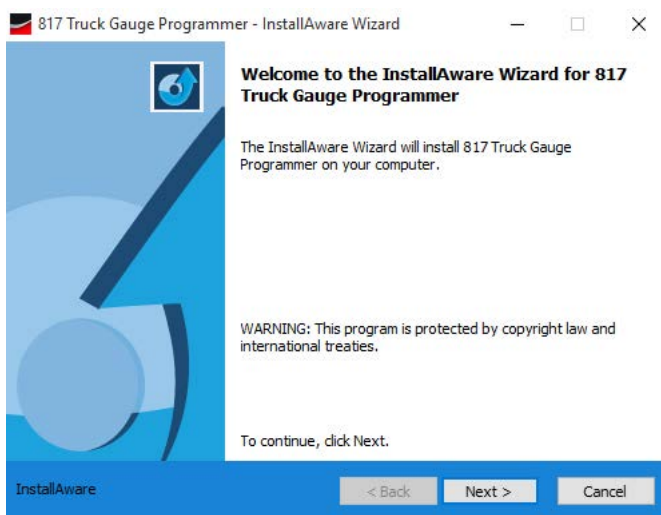 817 Truck Gauge Programmer - InstallAware Wizard
Welcome to the InstallAware Wizard for 817
Truck Gauge Programmer
The InstallAware Wizard will install 817 Truck Gauge
Programmer on your computer.
WARNING: This program is protected by copyright law and
international treaties.
To continue, click Next.
InstallAware
< Back
Next >
Cancel